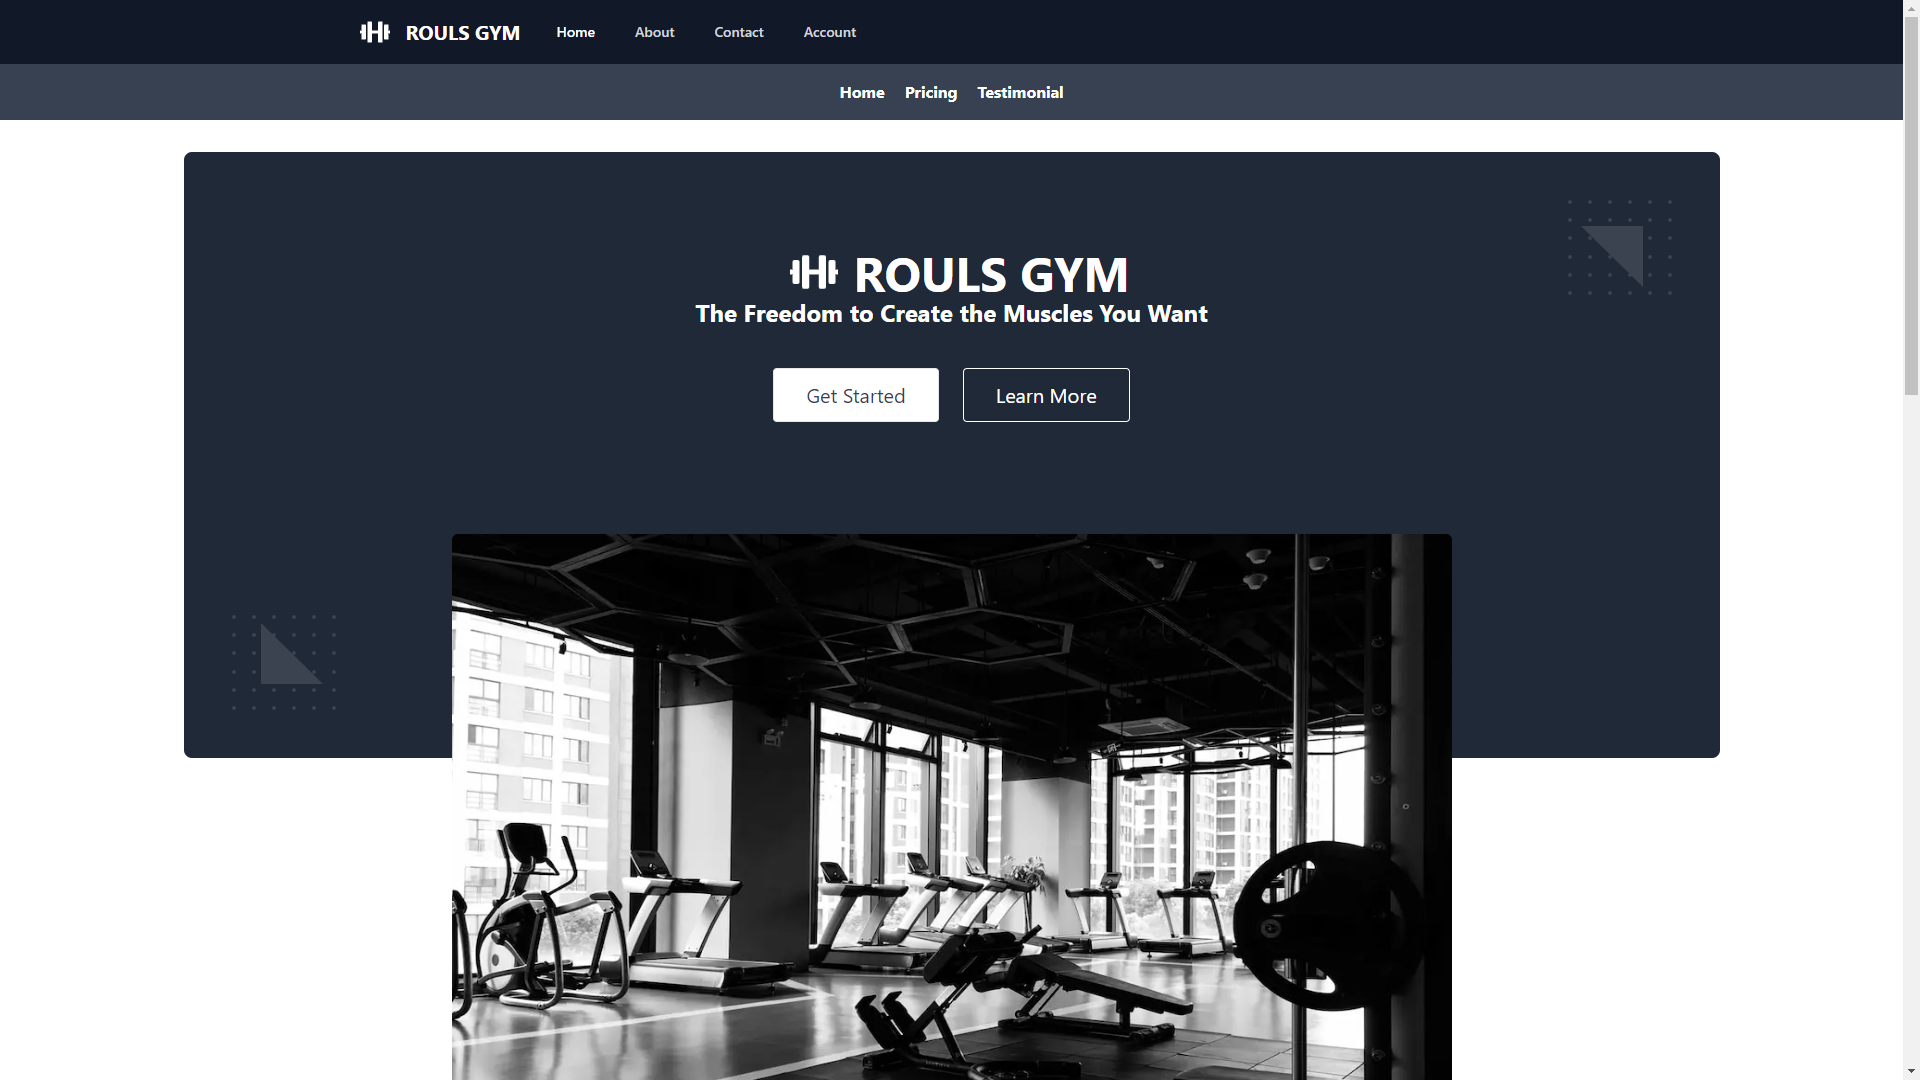 ROULS GYM Home About Contact Account
Home Pricing Testimonial
ROULS GYM
The Freedom to Create the Muscles You Want
Get Started Learn More